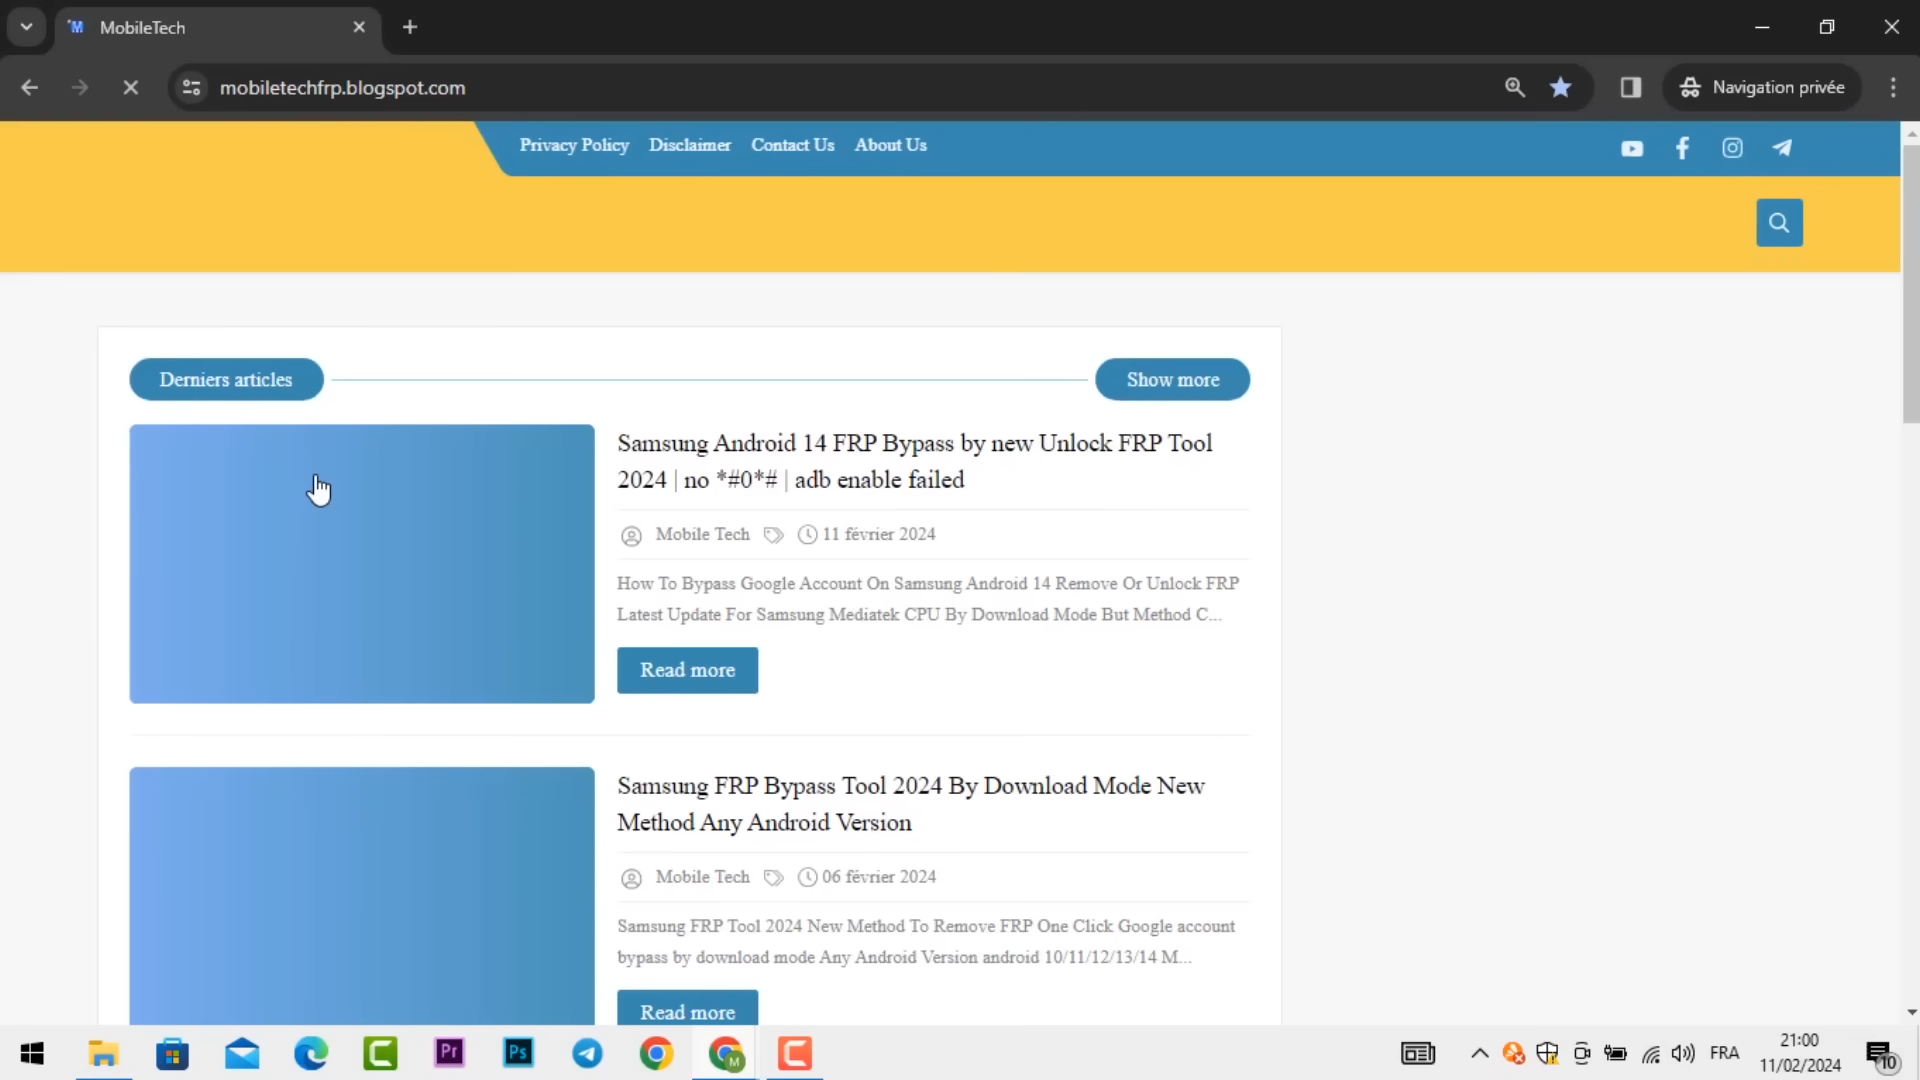 MobileTech
mobiletechfrp.blogspot.com
Navigation privée
Privacy Policy Disclaimer Contact Us About Us
Derniers articles
Show more
Samsung Android 14 FRP Bypass by new Unlock FRP Tool
2024 | no *#0*# | adb enable failed
Mobile Tech 11 février 2024
How To Bypass Google Account On Samsung Android 14 Remove Or Unlock FRP
Latest Update For Samsung Mediatek CPU By Download Mode But Method C...
Read more
Samsung FRP Bypass Tool 2024 By Download Mode New
Method Any Android Version
Mobile Tech 06 février 2024
Samsung FRP Tool 2024 New Method To Remove FRP One Click Google account
bypass by download mode Any Android Version android 10/11/12/13/14 M...
Read more
Pr
Ps
M
FRA
21:00
11/02/2024
10